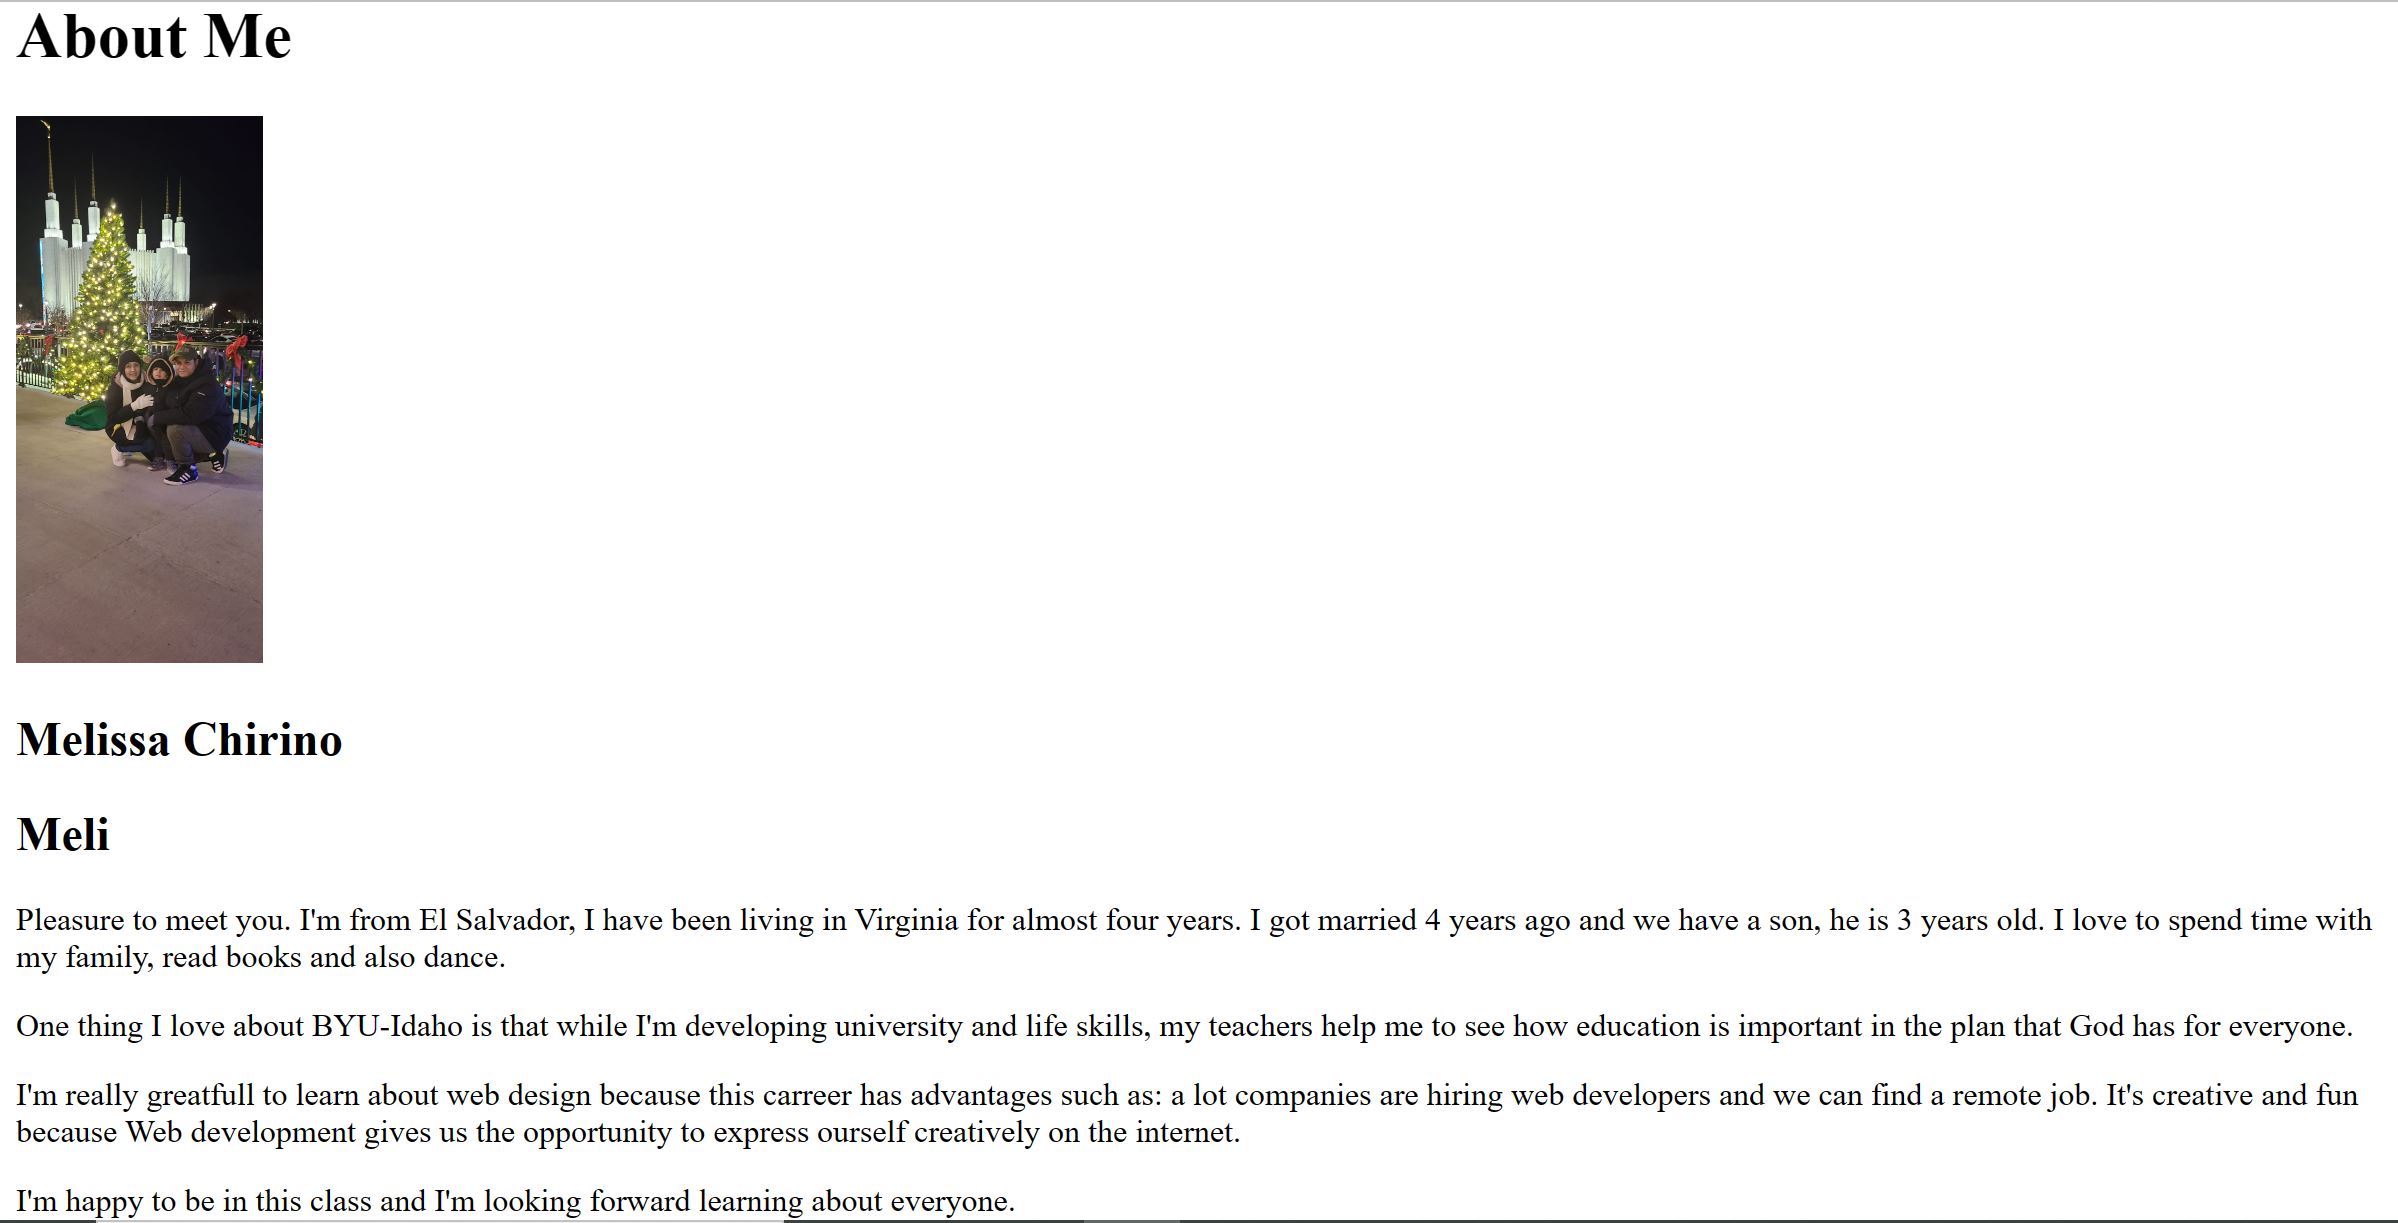 About Me
Melissa Chirino
Meli
Pleasure to meet you. I'm from El Salvador, I have been living in Virginia for almost four years. I got married 4 years ago and we have a son, he is 3 years old. I love to spend time with
my family, read books and also dance.
One thing I love about BYU-Idaho is that while I'm developing university and life skills, my teachers help me to see how education is important in the plan that God has for everyone.
I'm really greatfull to learn about web design because this carreer has advantages such as: a lot companies are hiring web developers and we can find a remote job. It's creative and fun
because Web development gives us the opportunity to express ourself creatively on the internet.
I'm happy to be in this class and I'm looking forward learning about everyone.